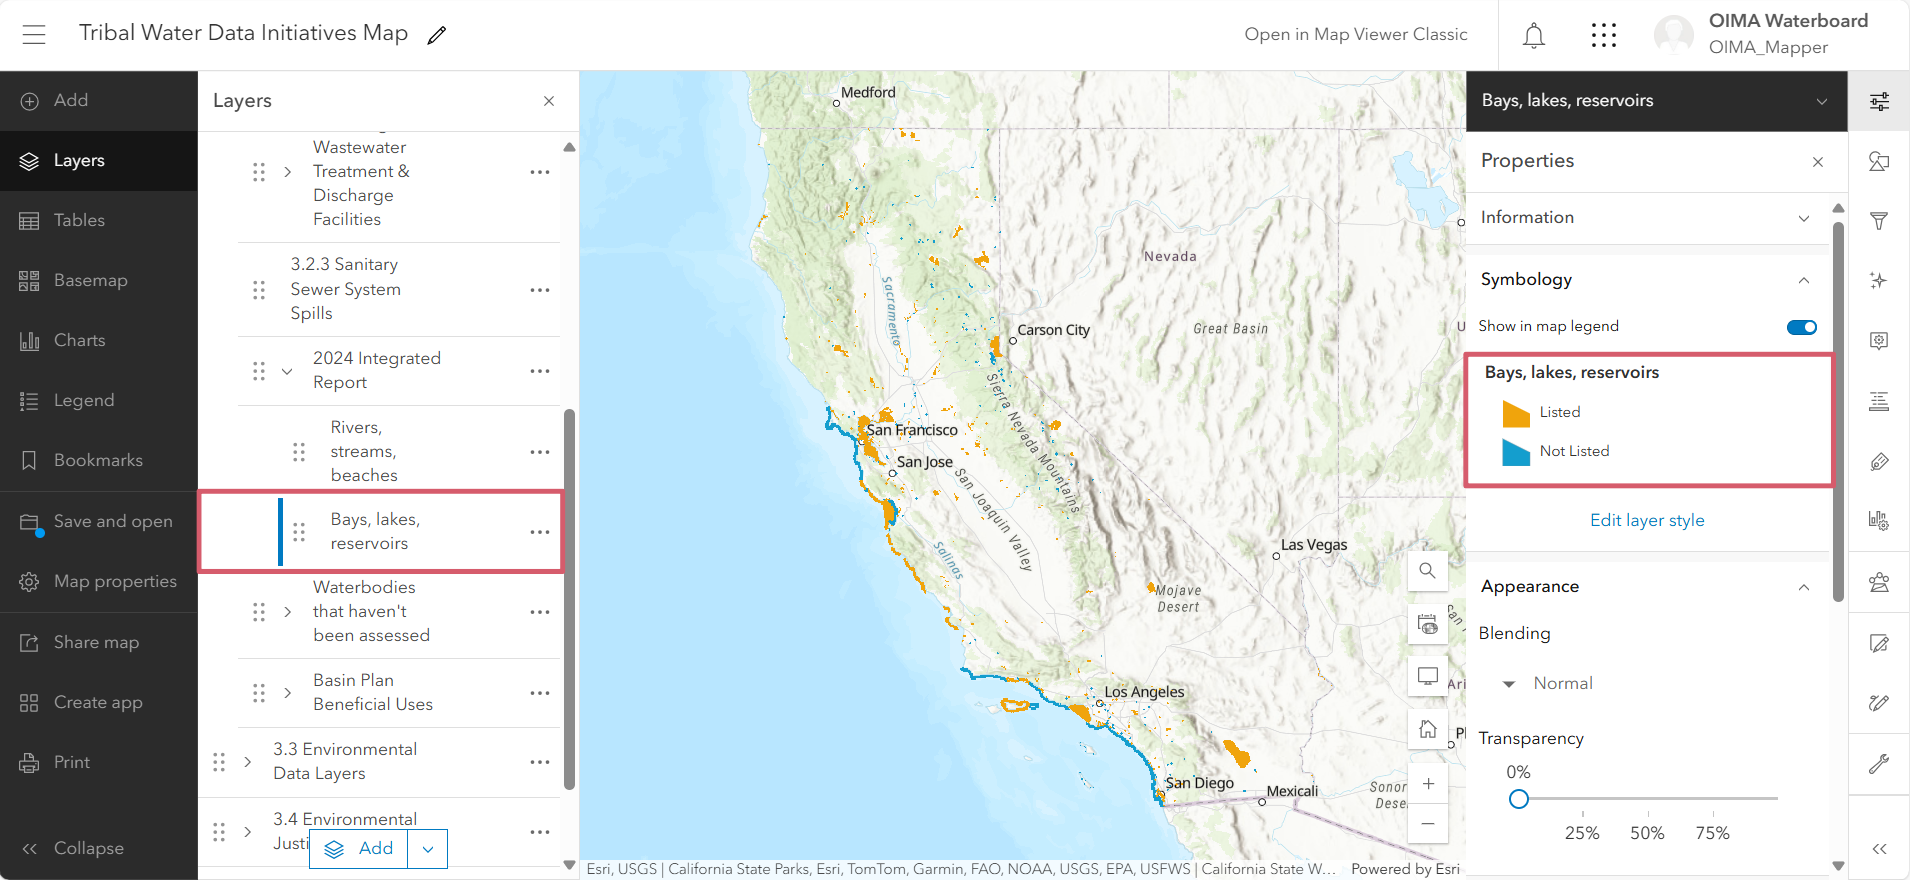 Tribal Water Data Initiatives Map
Open in Map Viewer Classic
OIMA Waterboard
OIMA_Mapper
Add
Layers
Tables
Basemap
Charts
Legend
Bookmarks
Save and open
Map properties
Share map
Create app
Print
Collapse
Layers
Wastewater
Treatment &
Discharge
Facilities
3.2.3 Sanitary
Sewer System
Spills
2024 Integrated
Report
Rivers,
streams,
beaches
Bays, lakes,
reservoirs
Waterbodies
that haven't
been assessed
Basin Plan
Beneficial Uses
3.3 Environmental
Data Layers
3.4 Environmental
Justi
Add
Medford
Nevada
Sacramento
Carson City
Great Basin
Sierra Nevada Mountains
San Francisco
San Jose
San Joaquin Valley
Salinas
Las Vegas
Mojave
Desert
Los Angeles
San Diego
Mexicali
Sonor
Dese
Esri, USGS | California State Parks, Esri, TomTom, Garmin, FAO, NOAA, USGS, EPA, USFWS | California State W...
Powered by Esri
Bays, lakes, reservoirs
Properties
Information
Symbology
Show in map legend
Bays, lakes, reservoirs
Listed
Not Listed
Edit layer style
Appearance
Blending
Normal
Transparency
0%
25% 50% 75%